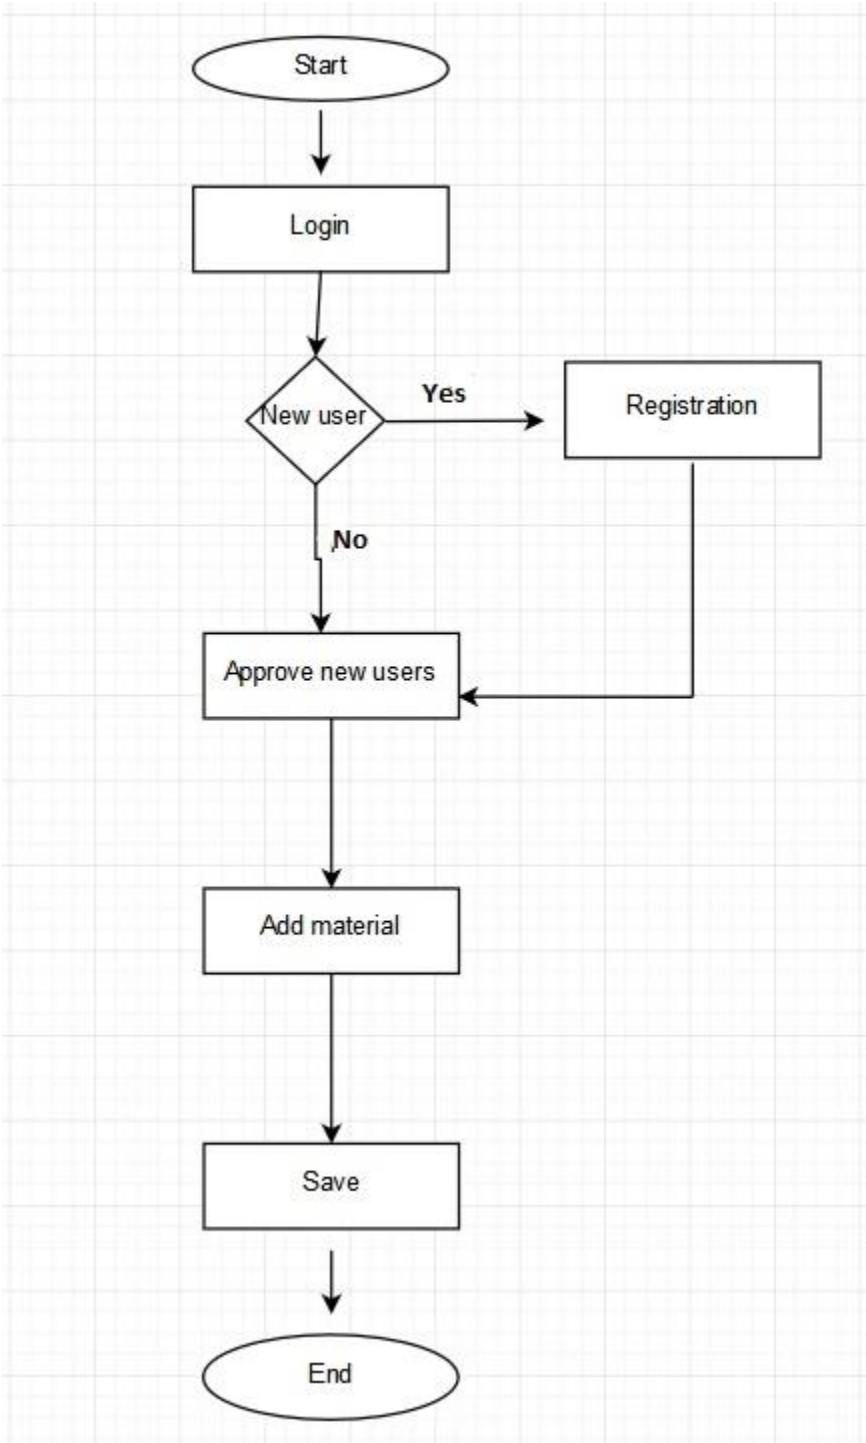 Start
Login
New user
Yes
Registration
No
Approve new users
Add material
Save
End